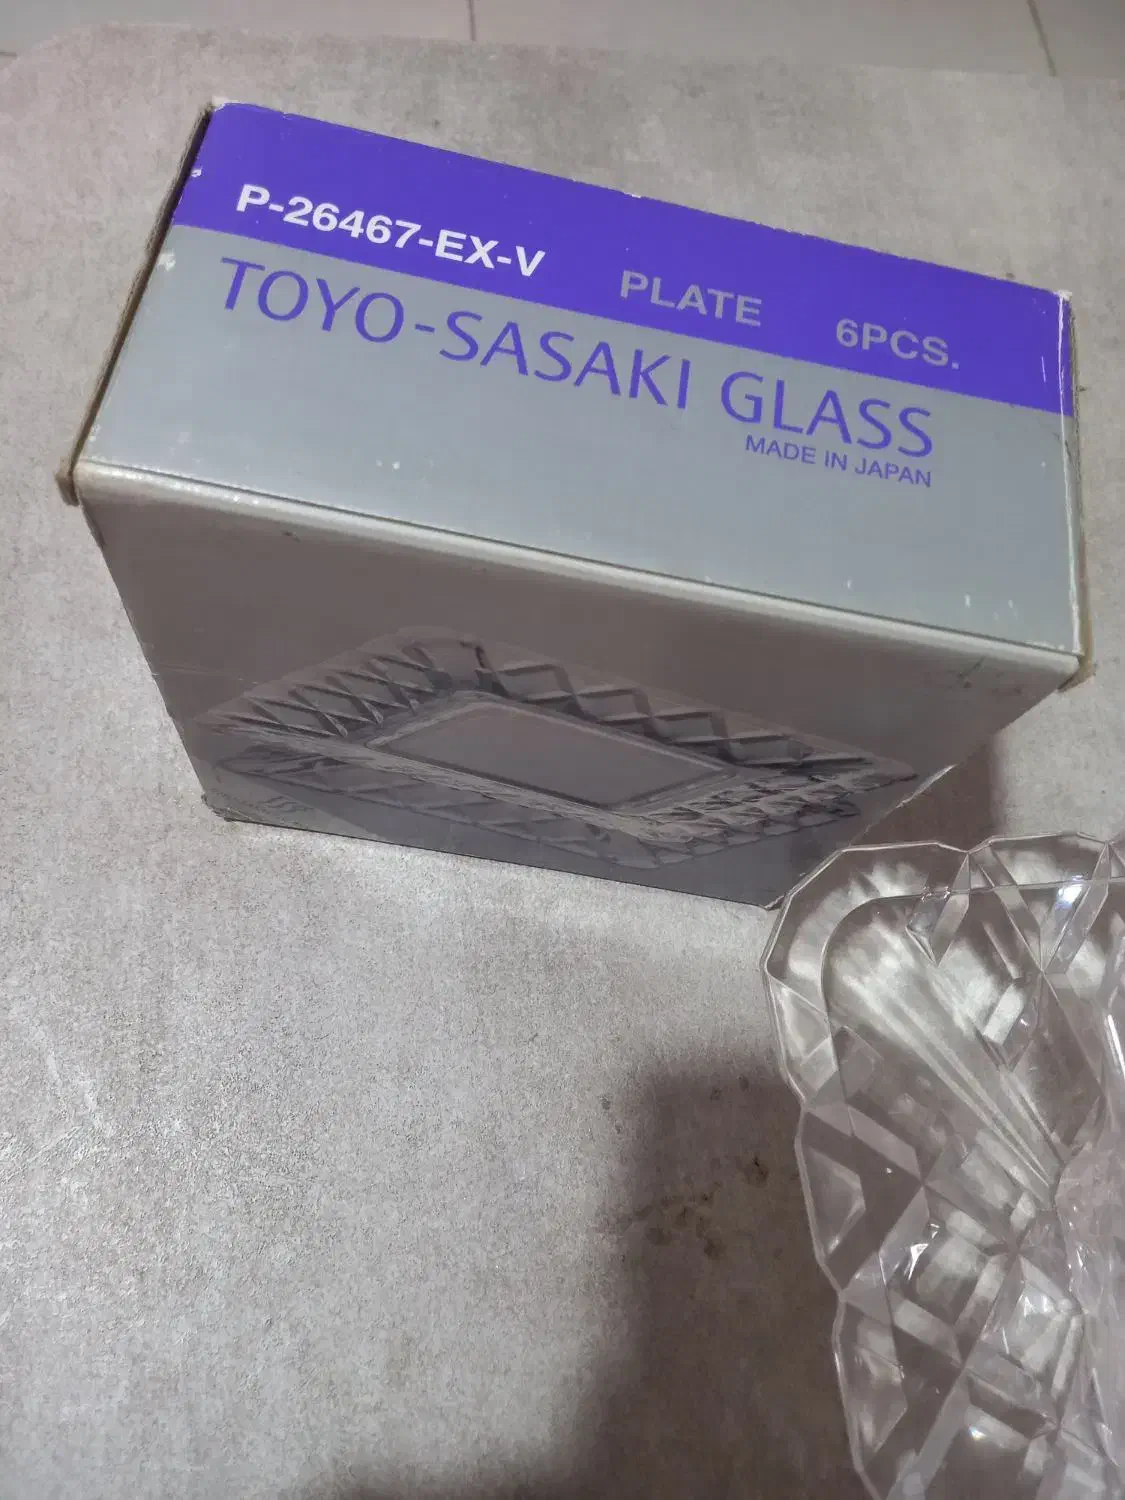 P-26467-EX-V PLATE 6PCS.
TOYO-SASAKI GLASS
MADE IN JAPAN